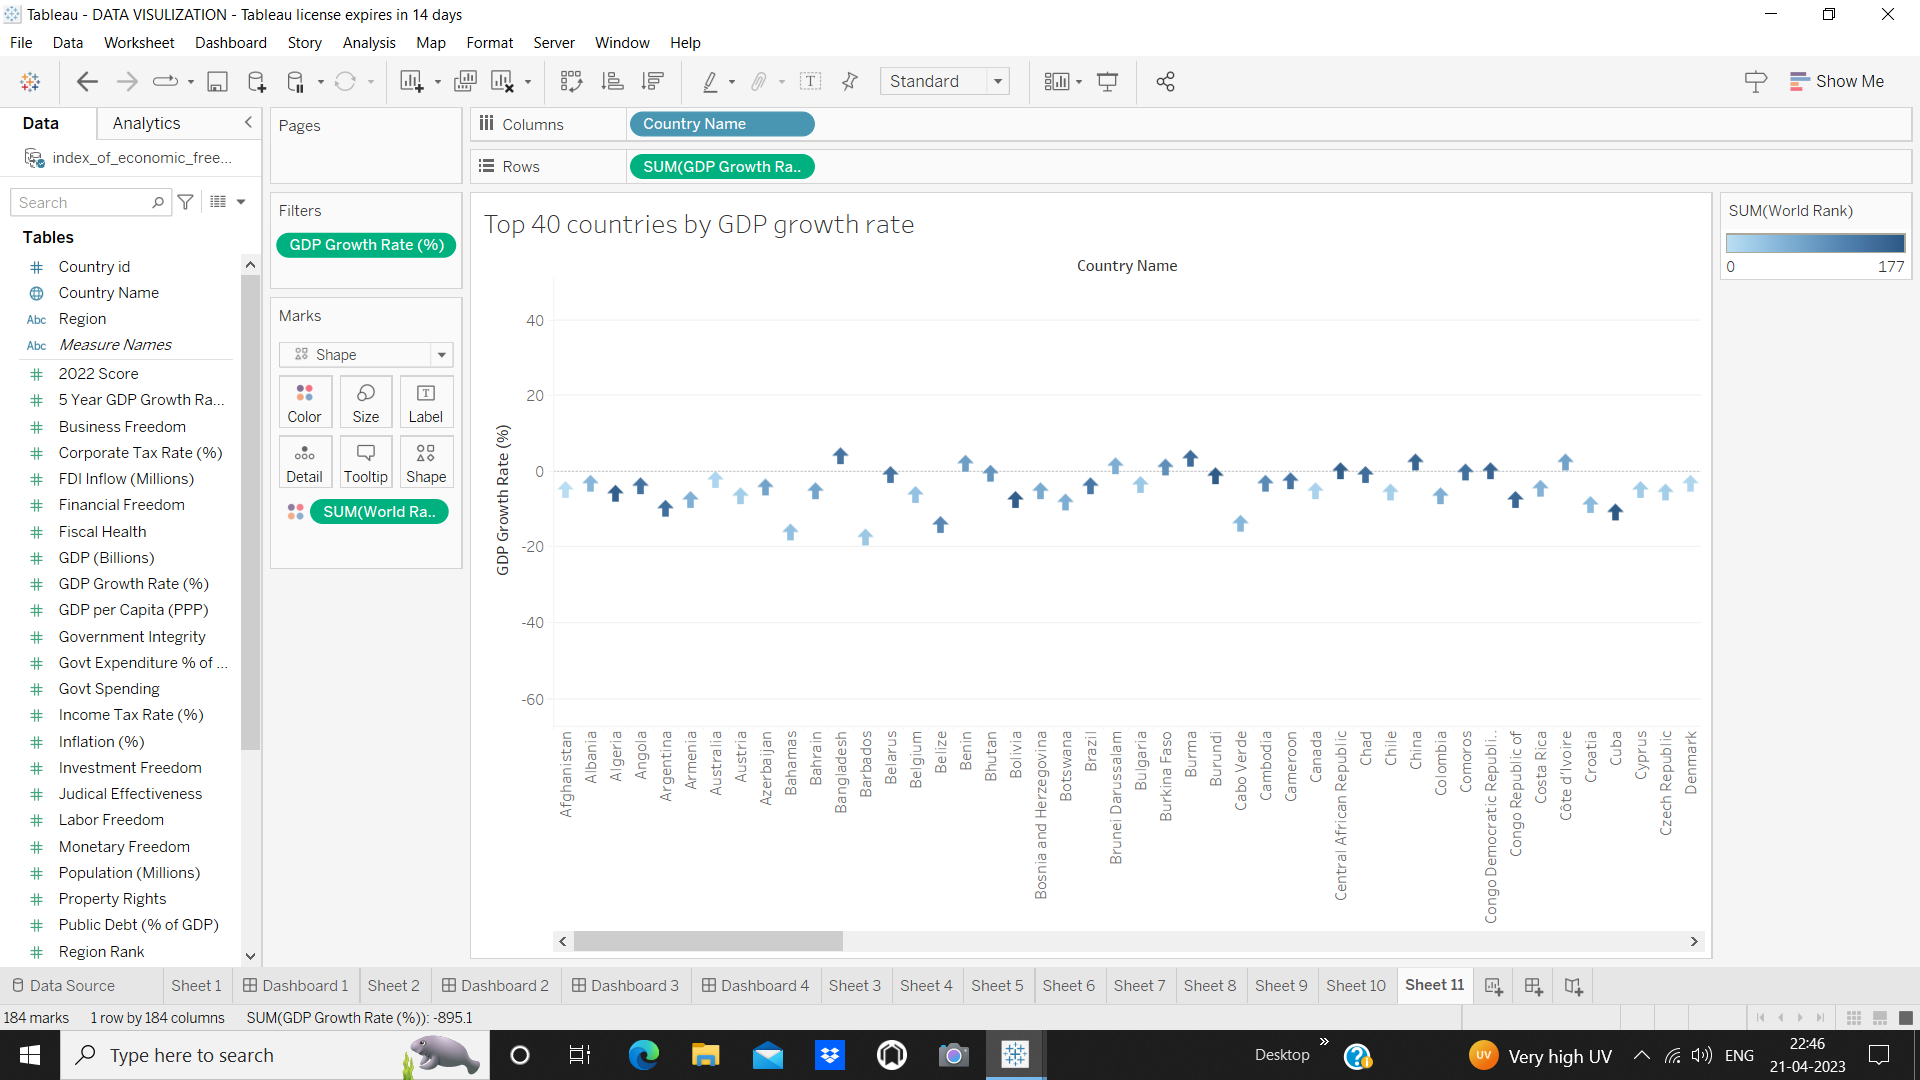 Tableau - DATA VISULIZATION - Tableau license expires in 14 days
File Data Worksheet Dashboard Story Analysis Map Format Server Window Help
Standard
Show Me
Data Analytics
index_of_economic_free...
Search
Tables
Country id
Country Name
Abc Region
Abc Measure Names
2022 Score
5 Year GDP Growth Ra...
Business Freedom
Corporate Tax Rate (%)
FDI Inflow (Millions)
Financial Freedom
Fiscal Health
GDP (Billions)
GDP Growth Rate (%)
GDP per Capita (PPP)
Government Integrity
Govt Expenditure % of ...
Govt Spending
Income Tax Rate (%)
Inflation (%)
Investment Freedom
Judical Effectiveness
Labor Freedom
Monetary Freedom
Population (Millions)
Property Rights
Public Debt (% of GDP)
Region Rank
Pages
Filters
GDP Growth Rate (%)
Marks
Shape
Color Size Label
Detail Tooltip Shape
SUM(World Ra..
Columns Country Name
Rows SUM(GDP Growth Ra..
Top 40 countries by GDP growth rate
Country Name
GDP Growth Rate (%)
40
20
0
-20
-40
-60
Afghanistan
Albania
Algeria
Angola
Argentina
Armenia
Australia
Austria
Azerbaijan
Bahamas
Bahrain
Bangladesh
Barbados
Belarus
Belgium
Belize
Benin
Bhutan
Bolivia
Bosnia and Herzegovina
Botswana
Brazil
Brunei Darussalam
Bulgaria
Burkina Faso
Burma
Burundi
Cabo Verde
Cambodia
Cameroon
Canada
Central African Republic
Chad
Chile
China
Colombia
Comoros
Congo Democratic Republi..
Congo Republic of
Costa Rica
Côte d'Ivoire
Croatia
Cuba
Cyprus
Czech Republic
Denmark
SUM(World Rank)
0 177
Data Source Sheet 1 Dashboard 1 Sheet 2 Dashboard 2 Dashboard 3 Dashboard 4 Sheet 3 Sheet 4 Sheet 5 Sheet 6 Sheet 7 Sheet 8 Sheet 9 Sheet 10 Sheet 11
184 marks 1 row by 184 columns SUM(GDP Growth Rate (%)): -895.1
Type here to search
Desktop
UV Very high UV
ENG
22:46
21-04-2023